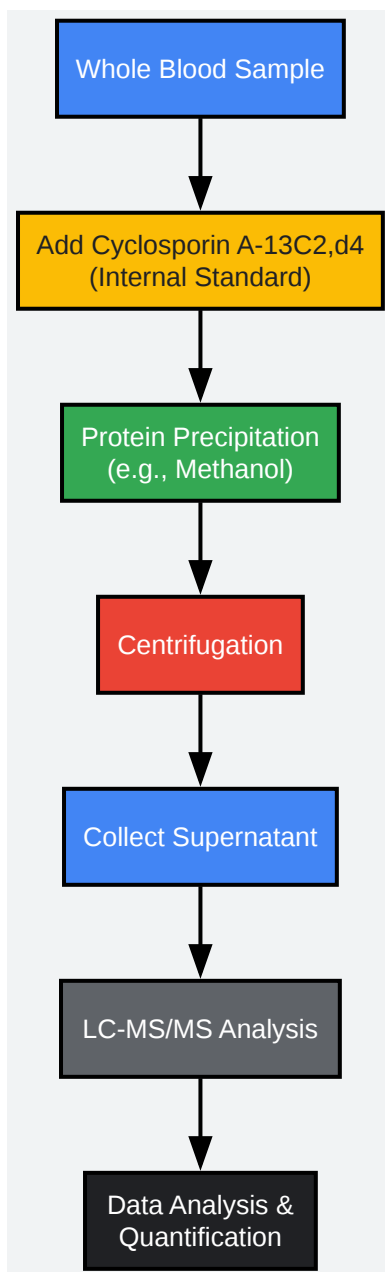 Whole Blood Sample
Add Cyclosporin A-13C2,d4
(Internal Standard)
Protein Precipitation
(e.g., Methanol)
Centrifugation
Collect Supernatant
LC-MS/MS Analysis
Data Analysis &
Quantification